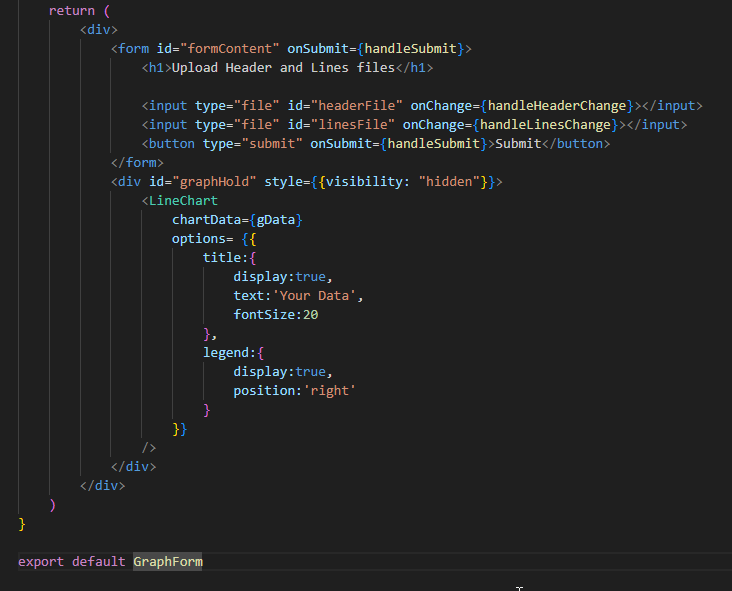 return (
<div>
<form id="formContent" onSubmit={handleSubmit}>
<h1>Upload Header and Lines files</h1>
<input type="file" id="headerFile" onChange={handleHeaderChange}></input>
<input type="file" id="linesFile" onChange={handleLinesChange}></input>
<button type="submit" onSubmit={handleSubmit}>Submit</button>
</form>
<div id="graphHold" style={{visibility: "hidden"}}>
<LineChart
chartData={gData}
options= {{
title:{
display:true,
text:'Your Data',
fontSize:20
},
legend:{
display:true,
position:'right'
}
}}
/>
</div>
</div>
)
}
export default GraphForm